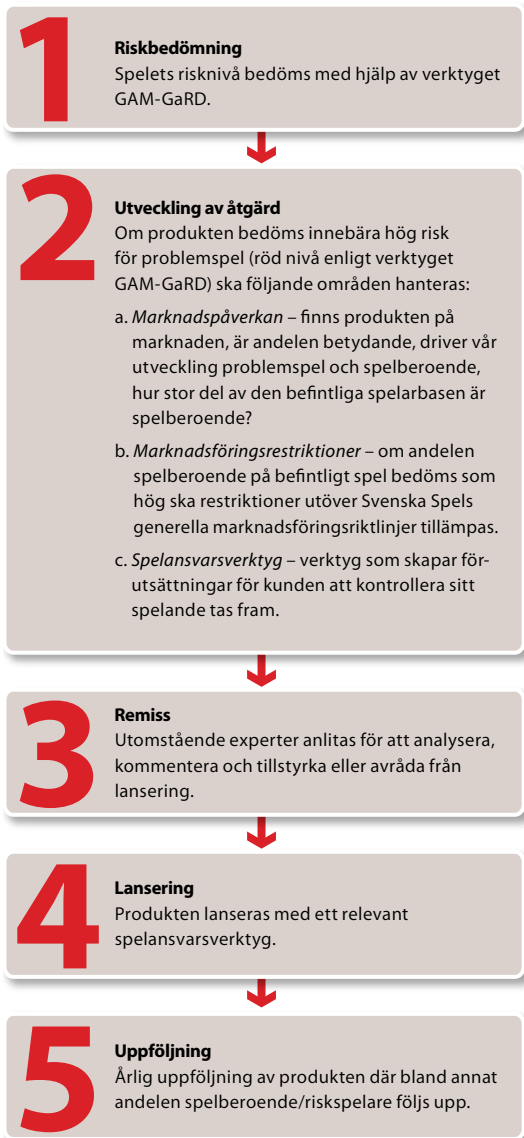 1
Riskbedömning
Spelets risknivå bedöms med hjälp av verktyget
GAM-GaRD.
2
Utveckling av åtgärd
Om produkten bedöms innebära hög risk
för problemspel (röd nivå enligt verktyget
GAM-GaRD) ska följande områden hanteras:
a. Marknadspåverkan – finns produkten på
marknaden, är andelen betydande, driver vår
utveckling problemspel och spelberoende,
hur stor del av den befintliga spelarbasen är
spelberoende?
b. Marknadsföringsrestriktioner – om andelen
spelberoende på befintligt spel bedöms som
hög ska restriktioner utöver Svenska Spels
generella marknadsföringsriktlinjer tillämpas.
c. Spelansvarsverktyg – verktyg som skapar för-
utsättningar för kunden att kontrollera sitt
spelande tas fram.
3
Remiss
Utomstående experter anlitas för att analysera,
kommentera och tillstyrka eller avråda från
lansering.
4
Lansering
Produkten lanseras med ett relevant
spelansvarsverktyg.
5
Uppföljning
Årlig uppföljning av produkten där bland annat
andelen spelberoende/riskspelare följs upp.